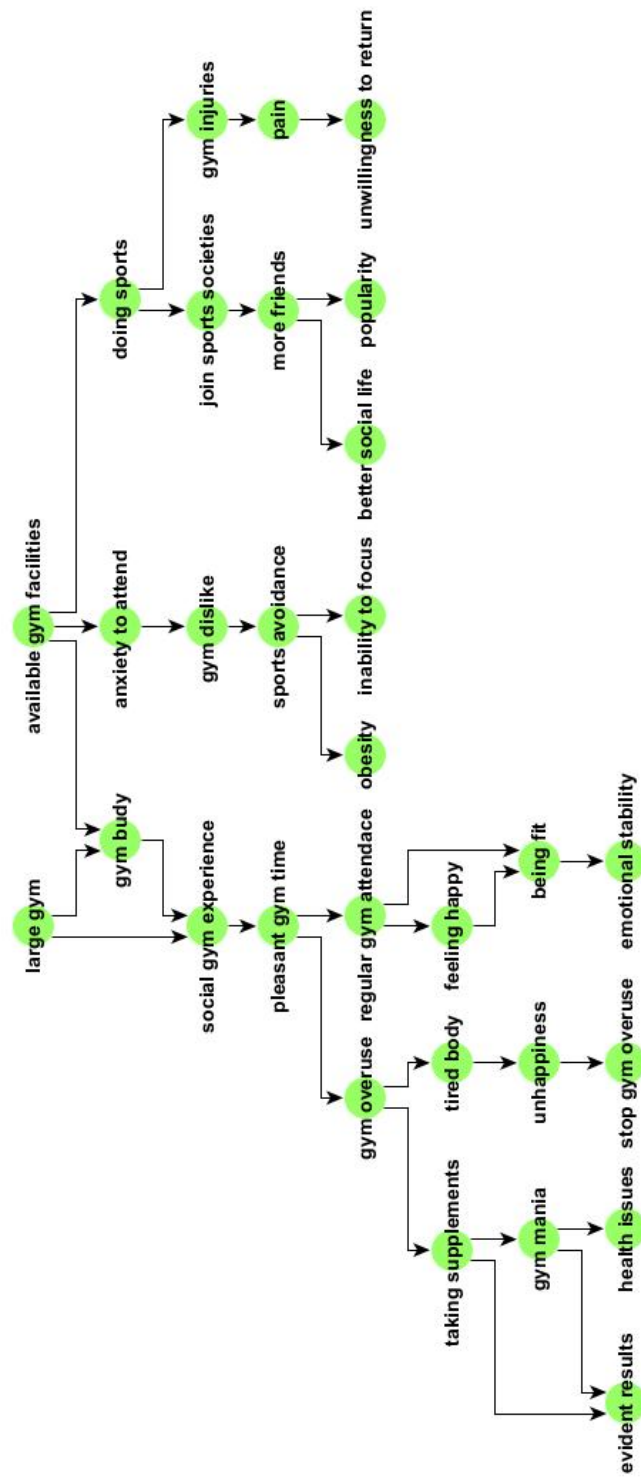 large gym
available gym facilities
gym budy
anxiety to attend
doing sports
social gym experience
gym dislike
join sports societies
gym injuries
pleasant gym time
sports avoidance
more friends
pain
gym overuse
regular gym attendace
obesity
inability to focus
better social life
popularity
unwillingness to return
taking supplements
tired body
feeling happy
gym mania
unhappiness
being fit
evident results
health issues
stop gym overuse
emotional stability